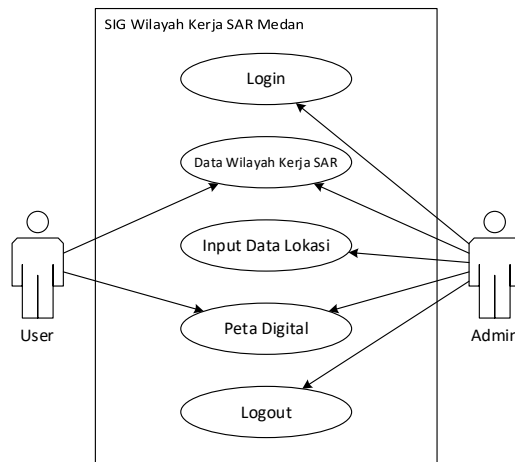 SIG Wilayah Kerja SAR Medan
Login
Data Wilayah Kerja SAR
Input Data Lokasi
Peta Digital
Logout
User
Admin